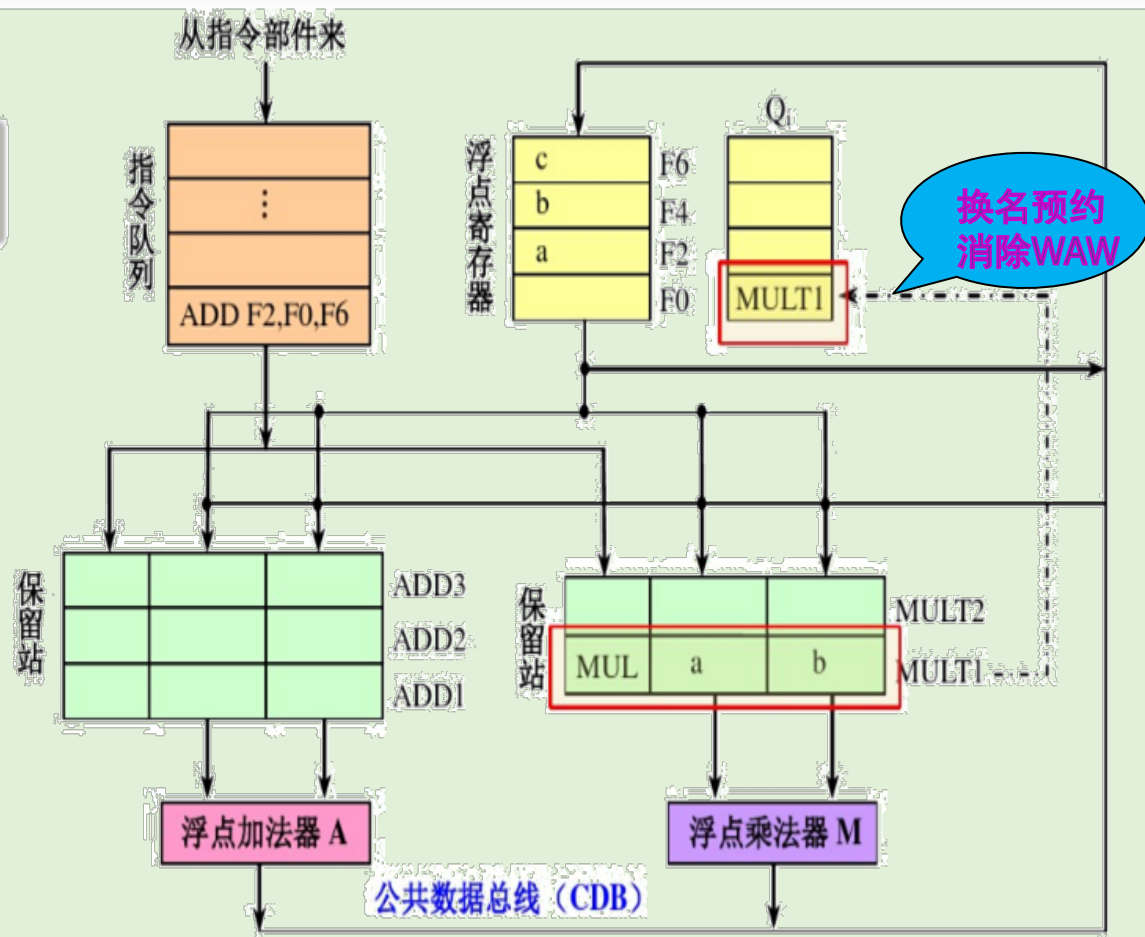 从指令部件来
指令队列
⋮
ADD F2,F0,F6
浮点寄存器
c
b
a
F6
F4
F2
F0
Qi
MULT1
换名预约
消除WAW
保留站
ADD3
ADD2
ADD1
保留站
MUL a b
MULT2
MULT1
浮点加法器 A
浮点乘法器 M
公共数据总线（CDB）